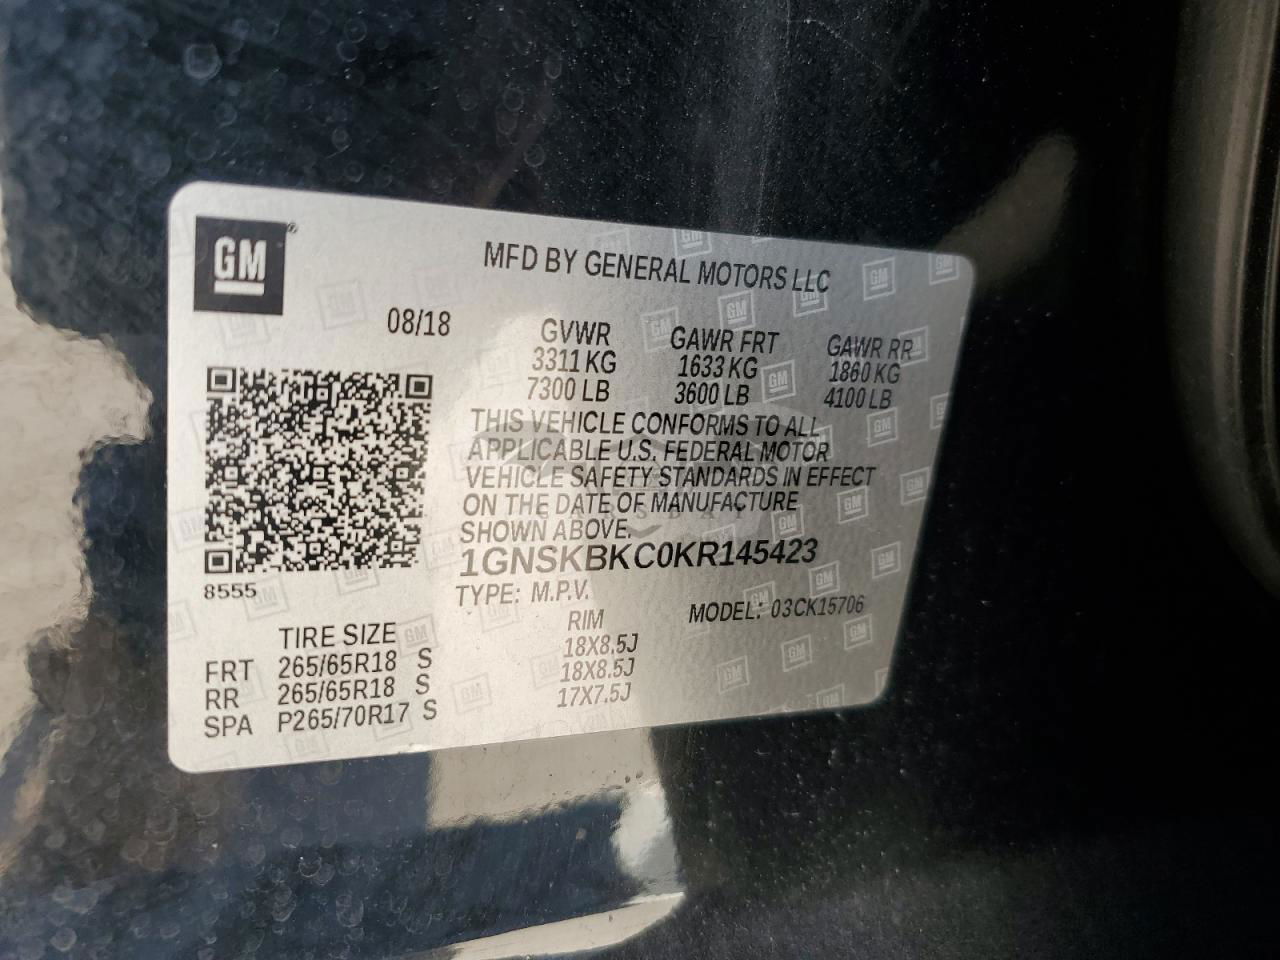 GM
MFD BY GENERAL MOTORS LLC
08/18
GVWR GAWR FRT GAWR RR
3311 KG 1633 KG 1860 KG
7300 LB 3600 LB 4100 LB
THIS VEHICLE CONFORMS TO ALL
APPLICABLE U.S. FEDERAL MOTOR
VEHICLE SAFETY STANDARDS IN EFFECT
ON THE DATE OF MANUFACTURE
SHOWN ABOVE.
1GNSKBKC0KR145423
8555
TYPE: M.P.V. MODEL: 03CK15706
TIRE SIZE RIM
FRT 265/65R18 S 18X8.5J
RR 265/65R18 S 18X8.5J
SPA P265/70R17 S 17X7.5J